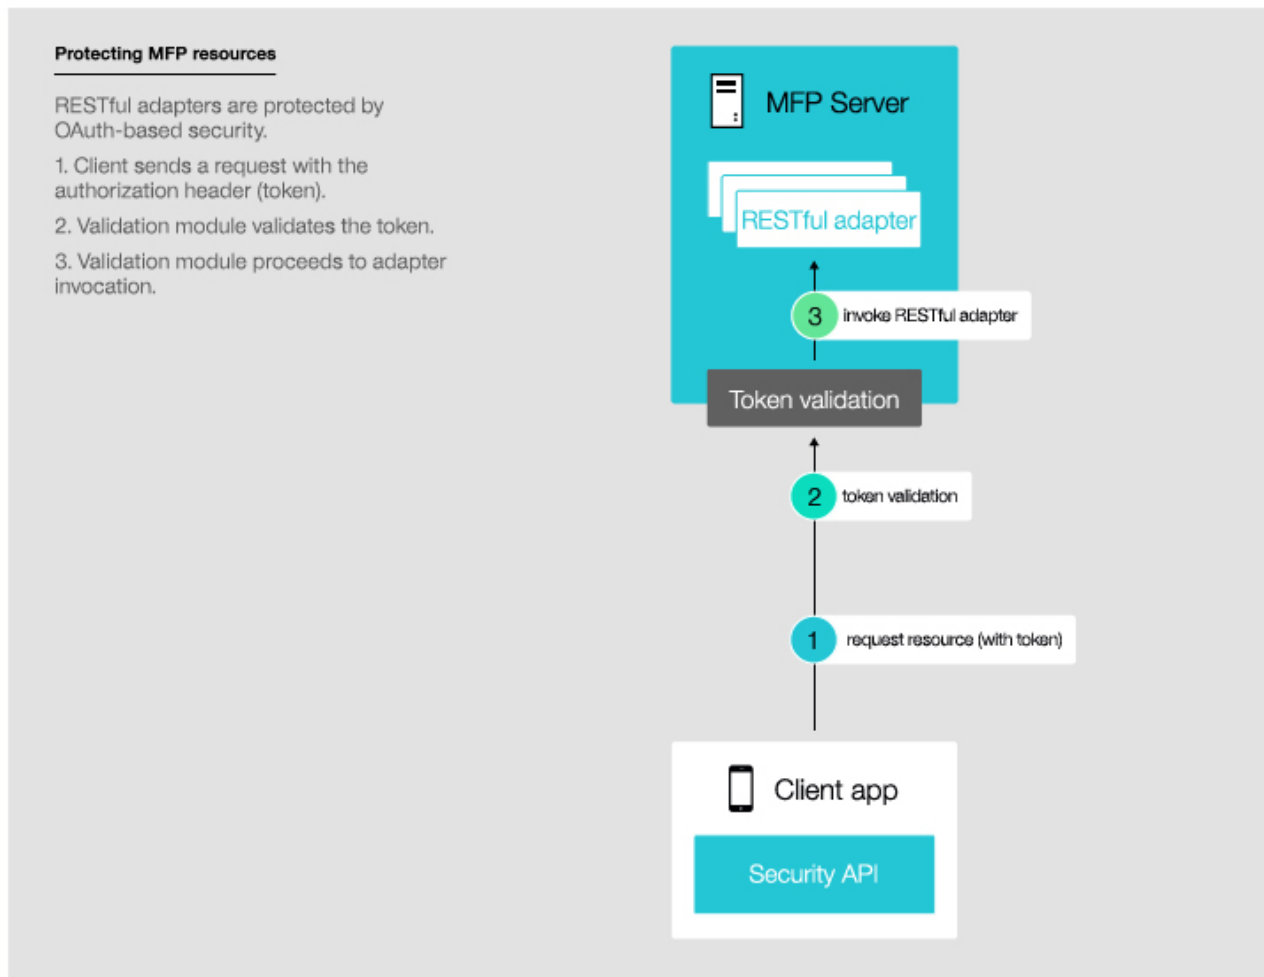 Protecting MFP resources
RESTful adapters are protected by
OAuth-based security.
1. Client sends a request with the
authorization header (token).
2. Validation module validates the token.
3. Validation module proceeds to adapter
invocation.
MFP Server
RESTful adapter
3 invoke RESTful adapter
Token validation
2 token validation
1 request resource (with token)
Client app
Security API